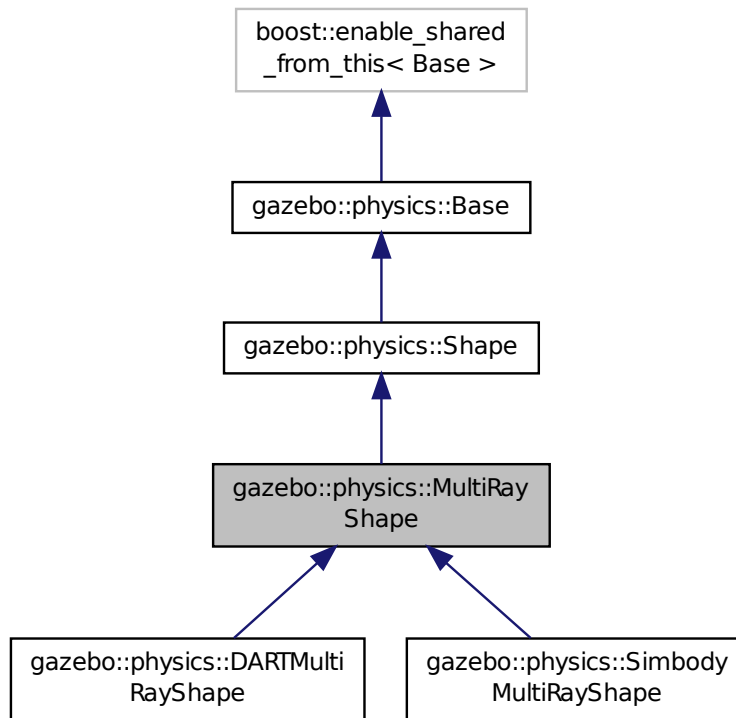 boost::enable_shared
_from_this< Base >
gazebo::physics::Base
gazebo::physics::Shape
gazebo::physics::MultiRay
Shape
gazebo::physics::DARTMulti
RayShape
gazebo::physics::Simbody
MultiRayShape